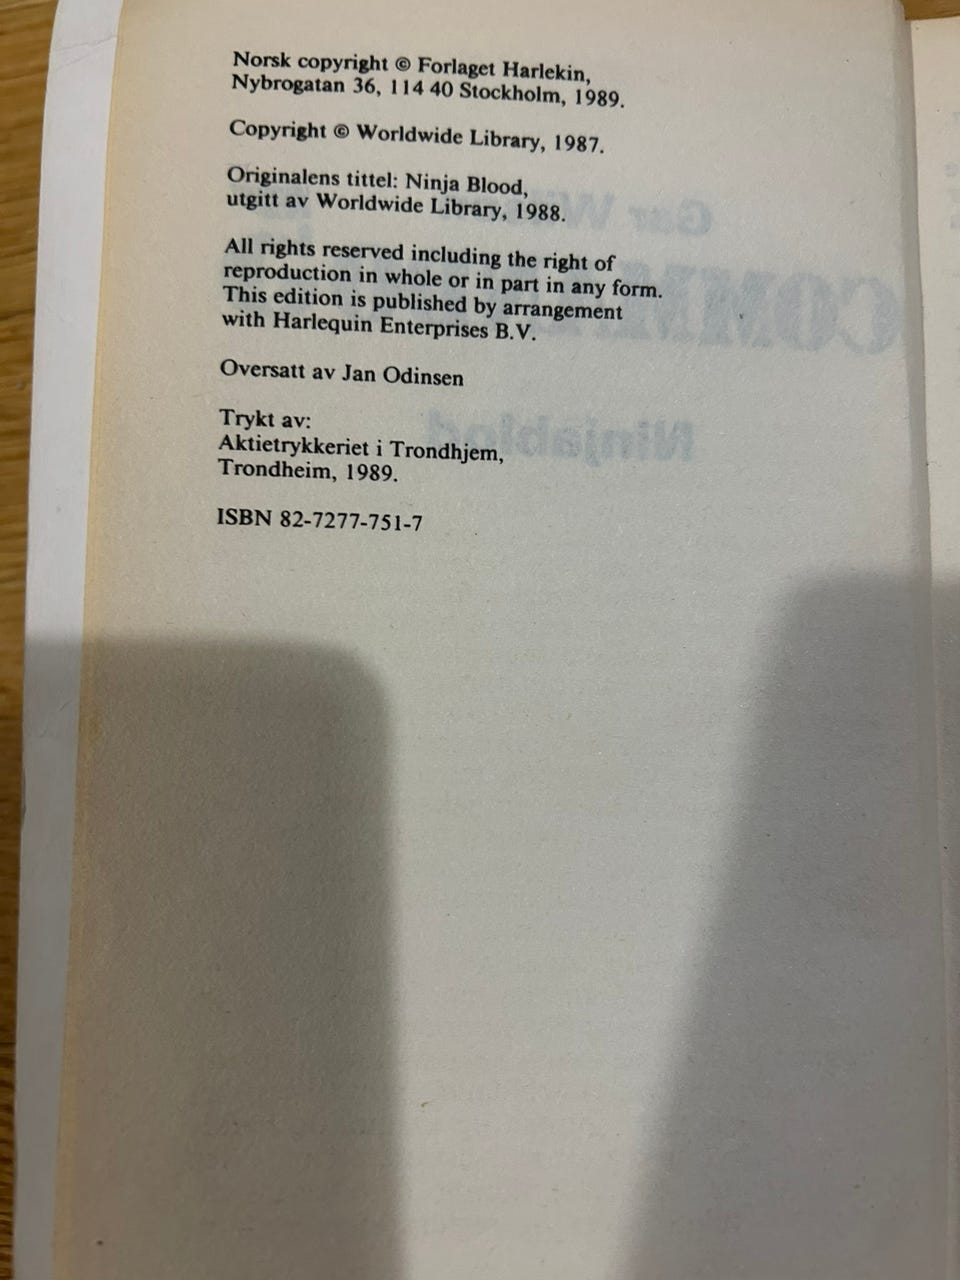 Norsk copyright © Forlaget Harlekin,
Nybrogatan 36, 114 40 Stockholm, 1989.
Copyright © Worldwide Library, 1987.
Originalens tittel: Ninja Blood,
utgitt av Worldwide Library, 1988.
All rights reserved including the right of
reproduction in whole or in part in any form.
This edition is published by arrangement
with Harlequin Enterprises B.V.
Oversatt av Jan Odinsen
Trykt av:
Aktietrykkeriet i Trondhjem,
Trondheim, 1989.
ISBN 82-7277-751-7
Ninjablod